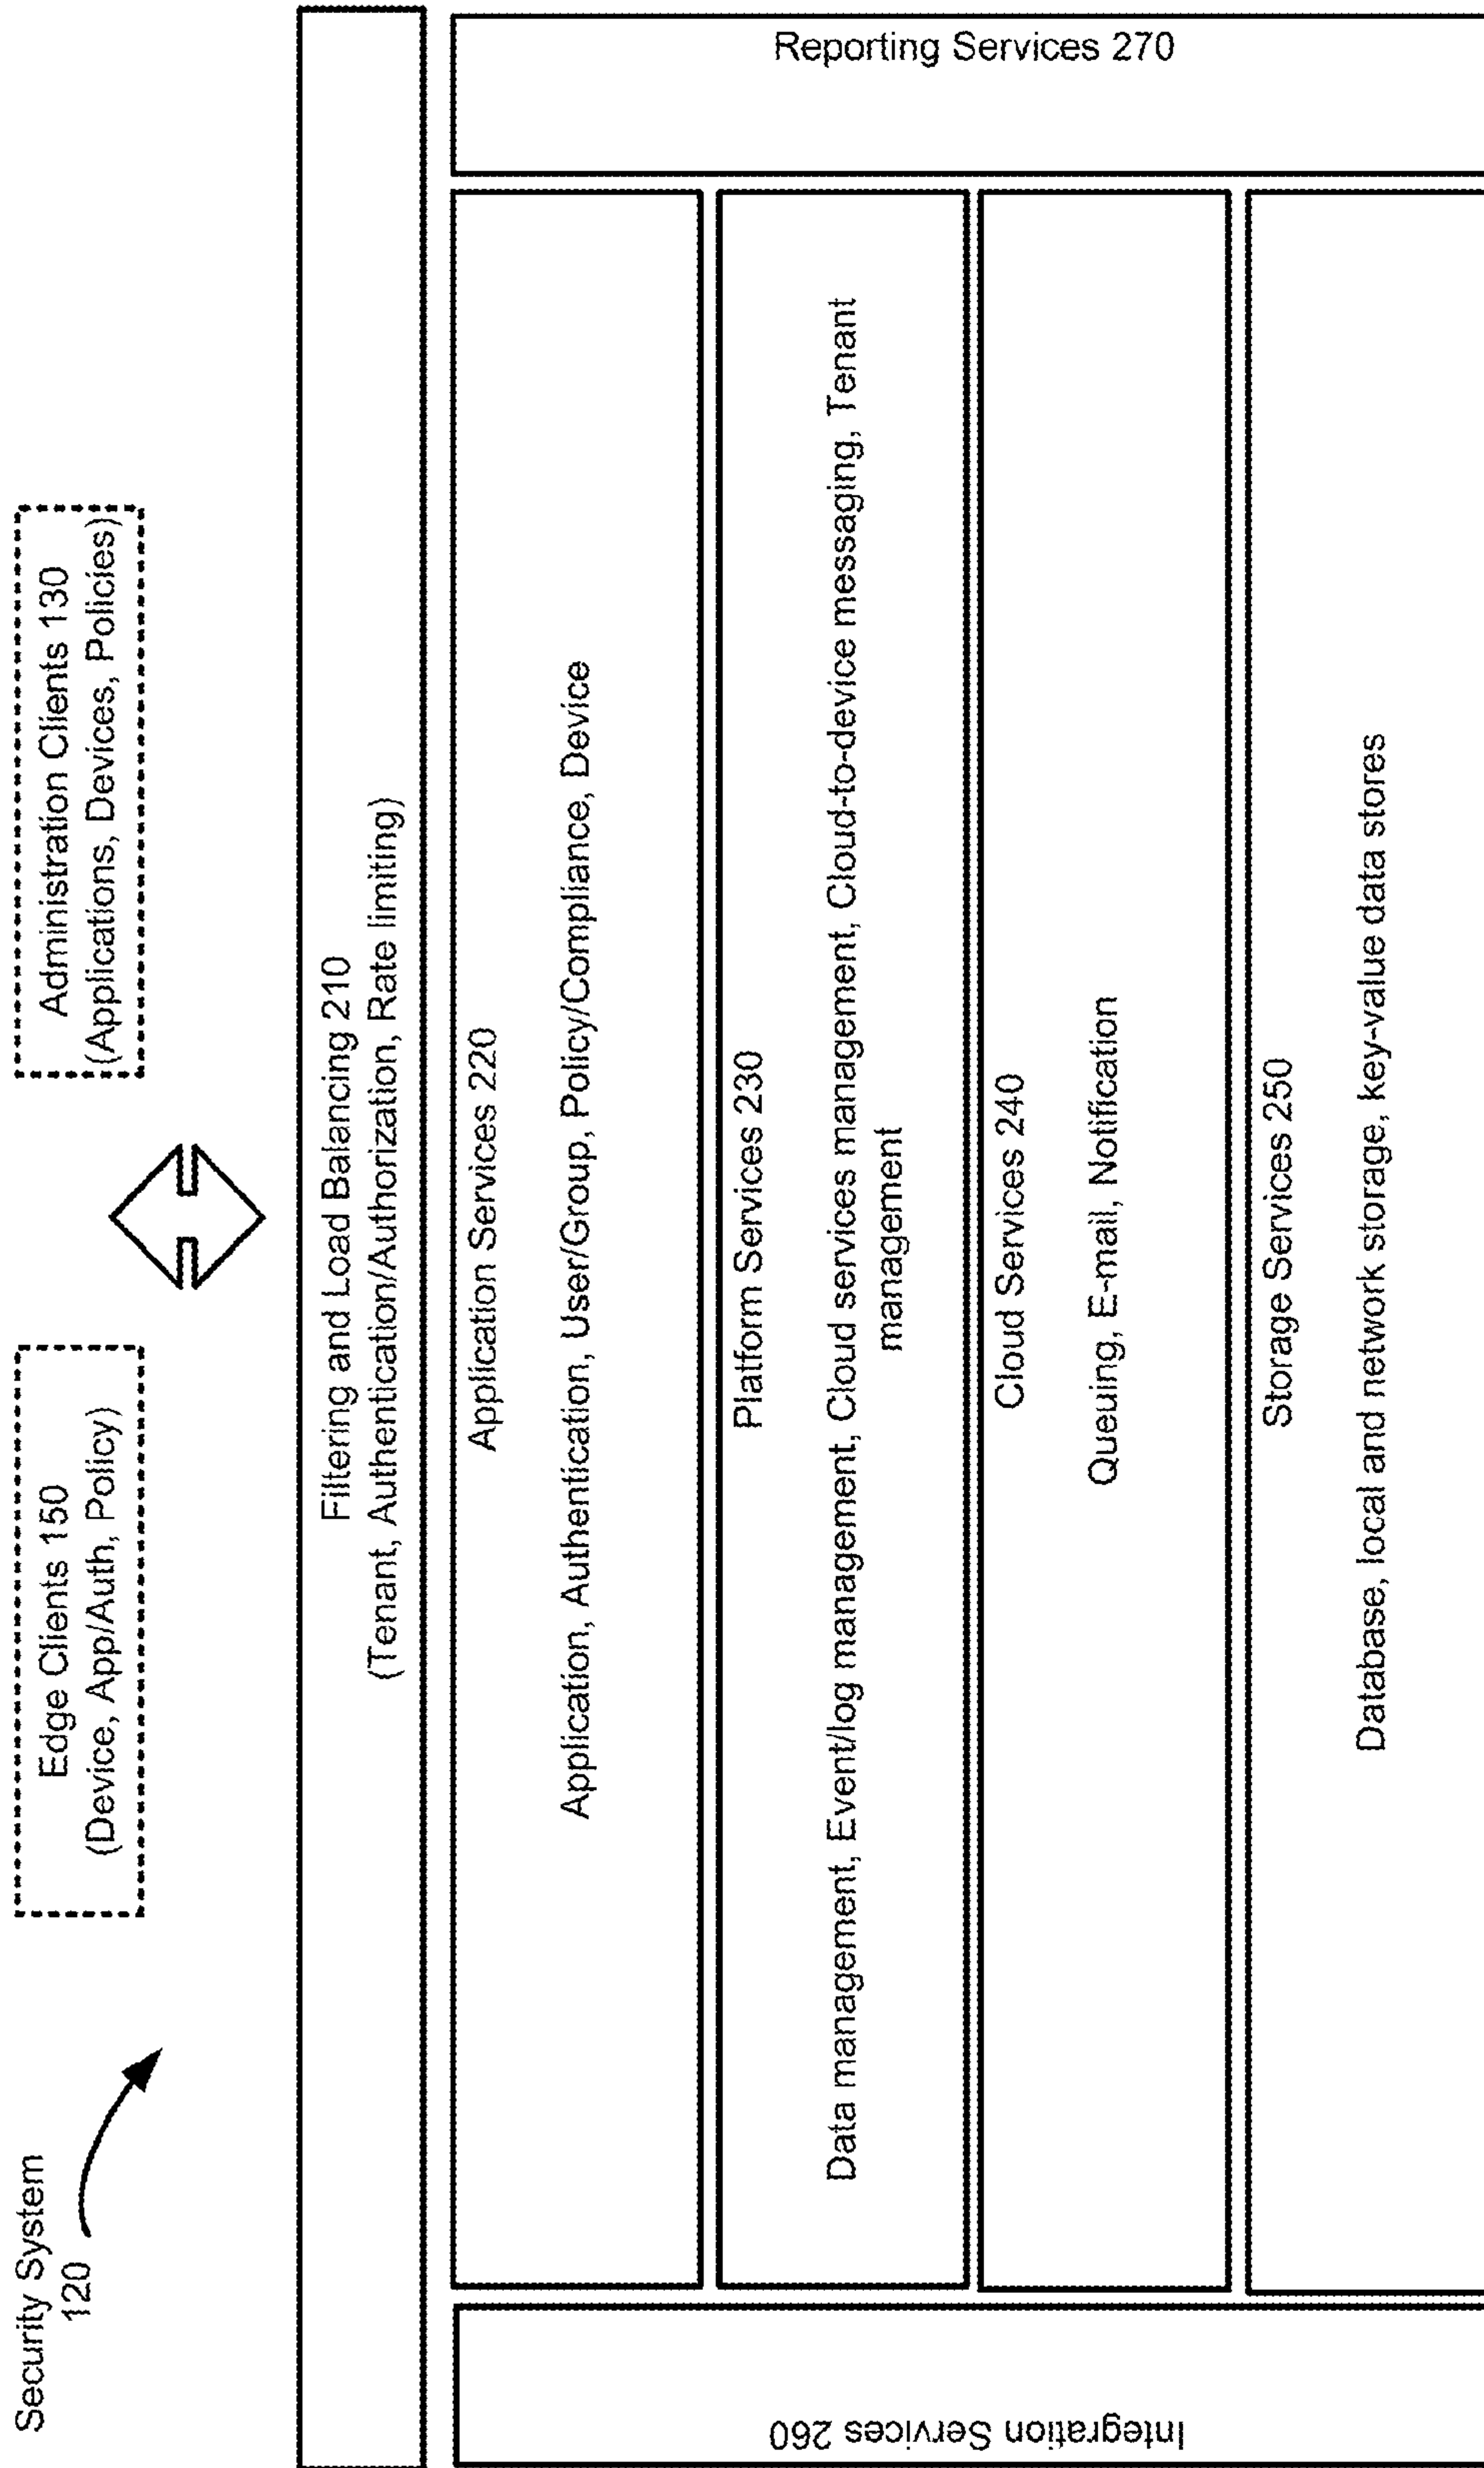 Security System
120
Edge Clients 150
(Device, App/Auth, Policy)
Administration Clients 130
(Applications, Devices, Policies)
Filtering and Load Balancing 210
(Tenant, Authentication/Authorization, Rate limiting)
Integration Services 260
Application Services 220
Application, Authentication, User/Group, Policy/Compliance, Device
Platform Services 230
Data management, Event/log management, Cloud services management, Cloud-to-device messaging, Tenant
management
Cloud Services 240
Queuing, E-mail, Notification
Storage Services 250
Database, local and network storage, key-value data stores
Reporting Services 270